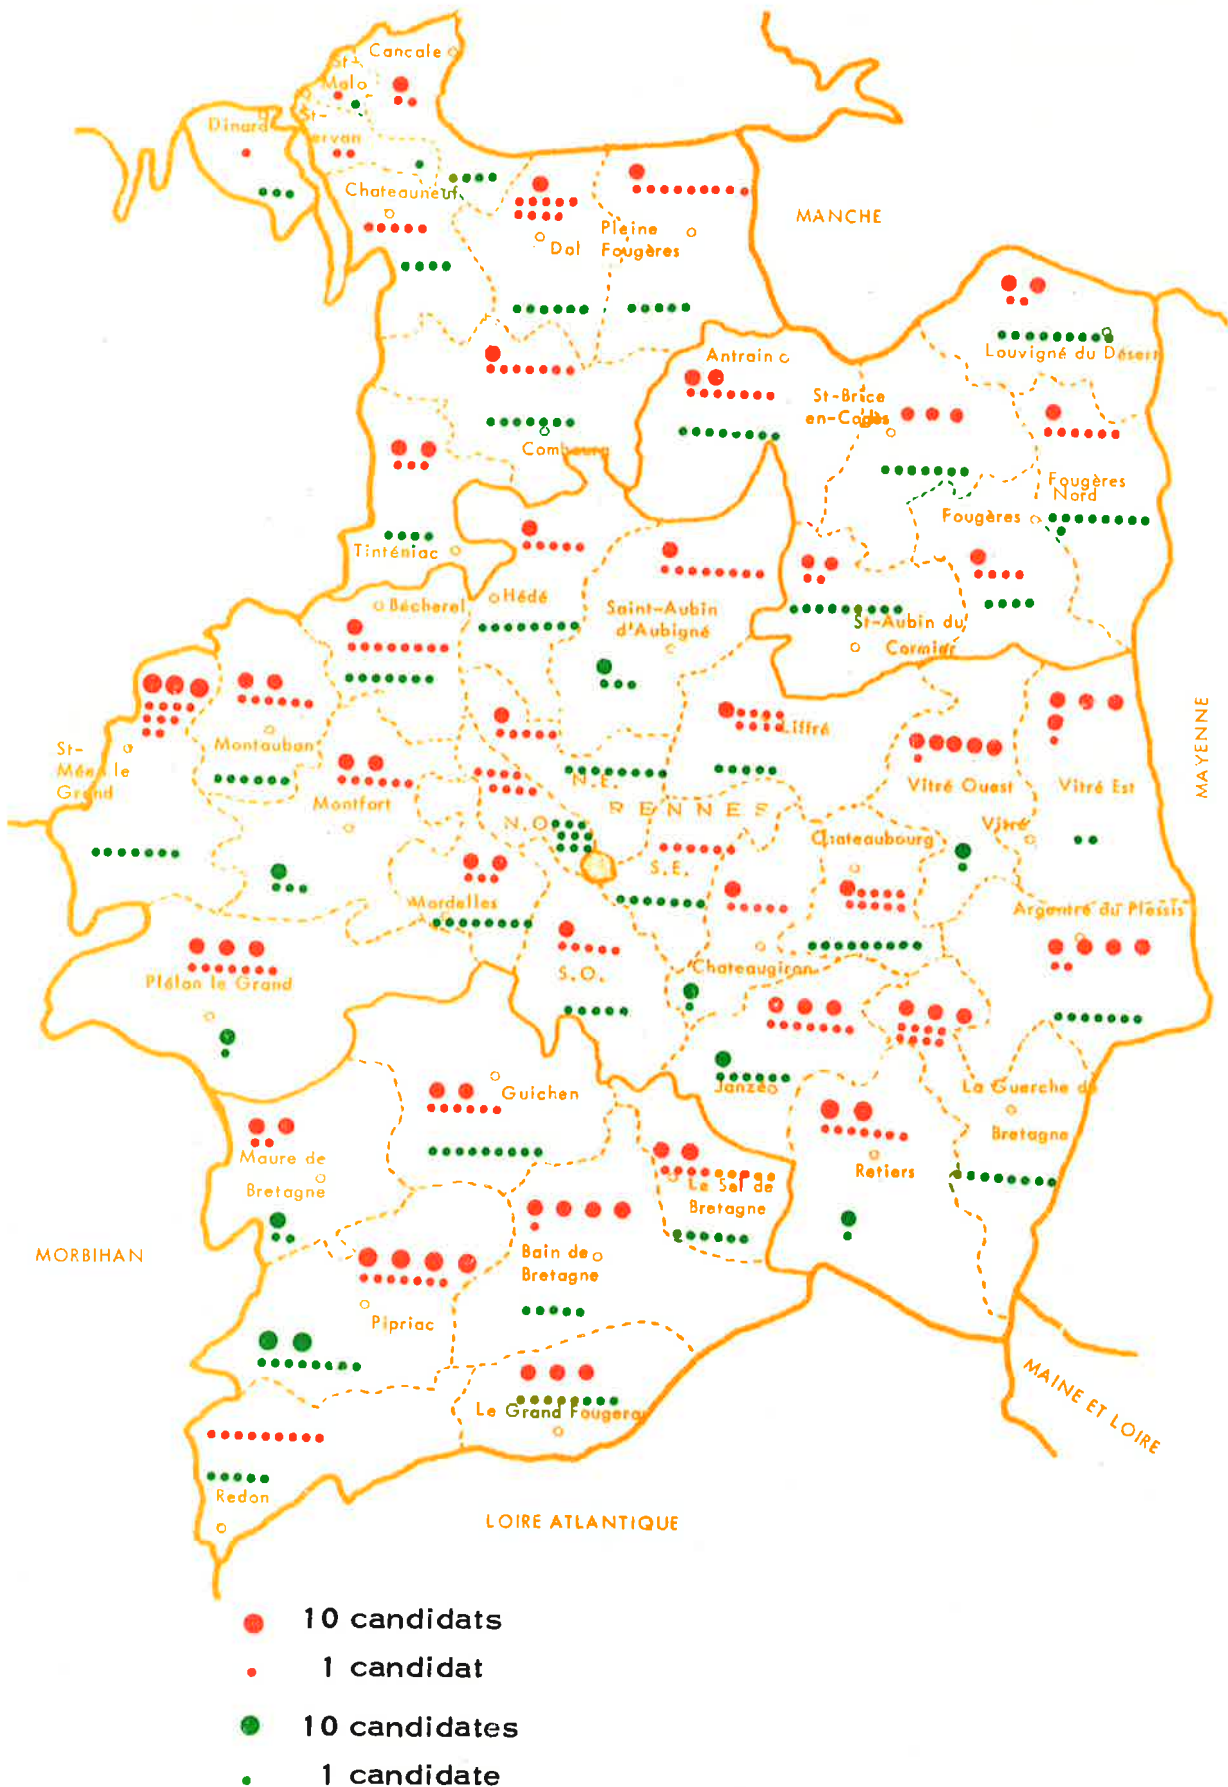 Cancale
St-
Malo
Dinard
St-
ervan
Chateauneuf
MANCHE
Pleine
Dol
Fougères
Antrain
Louvigné du Désert
St-Brice
en-Cogles
Combourg
Fougères
Nord
Fougères
Tinténiac
Bécherel
Hédé
Saint-Aubin
d'Aubigné
St-Aubin du
Cormier
MAYENNE
St-
Méen le
Grand
Montauban
Liffré
Montfort
N.E.
Vitré Ouest
Vitré Est
RENNES
N.O.
Vitré
Chateaubourg
S.E.
Mordelles
Argentré du Plessis
Chateaugiron
S.O.
Plélan le Grand
Guichen
Janzé
La Guerche de
Bretagne
Maure de
Bretagne
Retiers
Le Sel de
Bretagne
MORBIHAN
Bain de
Bretagne
Pipriac
MAINE ET LOIRE
Le Grand Fougeray
Redon
LOIRE ATLANTIQUE
10 candidats
1 candidat
10 candidates
1 candidate